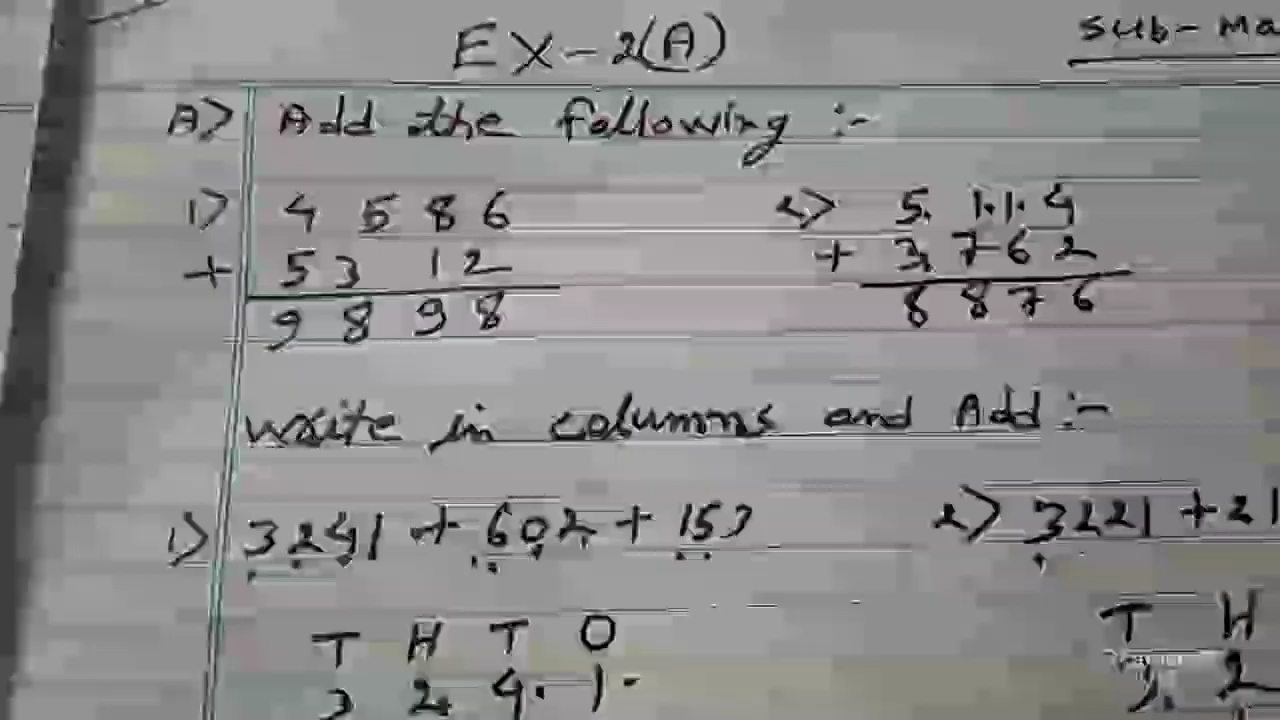 EX-2(A)
Sub-Ma
A> Add the following :-
1> 4 5 8 6
+ 5 3 1 2
9 8 9 8
2> 5 1 1 4
+ 3 7 6 2
8 8 7 6
write in columns and Add :-
1> 3241 + 602 + 153
2> 3221 + 21
T H T O
3 2 4 1
T H
3 2